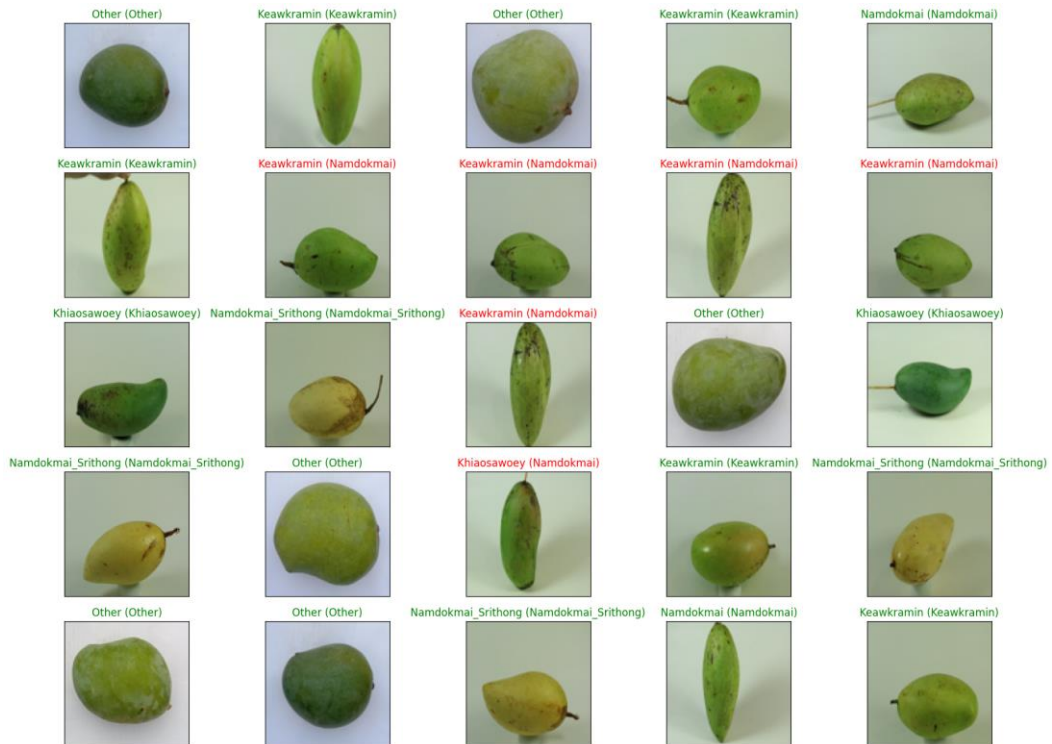 Other (Other)
Keawkramin (Keawkramin)
Other (Other)
Keawkramin (Keawkramin)
Namdokmai (Namdokmai)
Keawkramin (Keawkramin)
Keawkramin (Namdokmai)
Keawkramin (Namdokmai)
Keawkramin (Namdokmai)
Keawkramin (Namdokmai)
Khiaosawoey (Khiaosawoey)
Namdokmai_Srithong (Namdokmai_Srithong)
Keawkramin (Namdokmai)
Other (Other)
Khiaosawoey (Khiaosawoey)
Namdokmai_Srithong (Namdokmai_Srithong)
Other (Other)
Khiaosawoey (Namdokmai)
Keawkramin (Keawkramin)
Namdokmai_Srithong (Namdokmai_Srithong)
Other (Other)
Other (Other)
Namdokmai_Srithong (Namdokmai_Srithong)
Namdokmai (Namdokmai)
Keawkramin (Keawkramin)